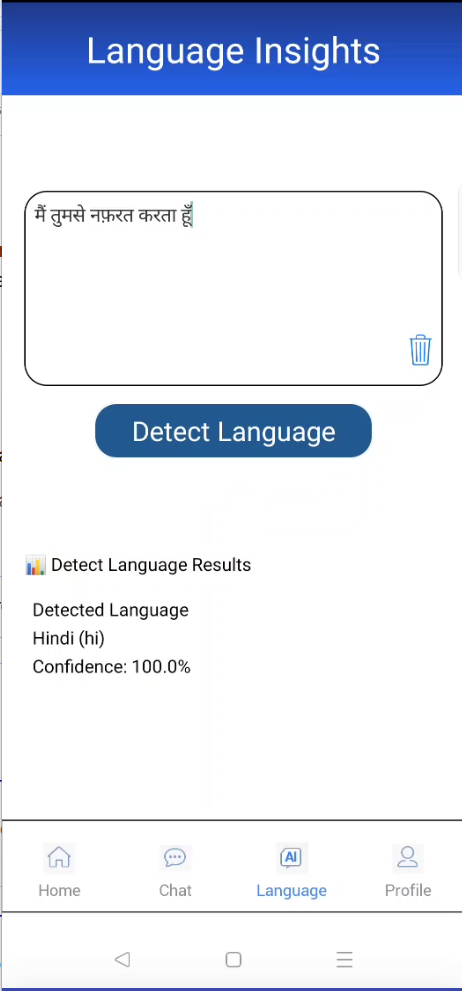 Language Insights
मैं तुमसे नफ़रत करता हूँ
Detect Language
Detect Language Results
Detected Language
Hindi (hi)
Confidence: 100.0%
AI
Home
Chat
Language
Profile